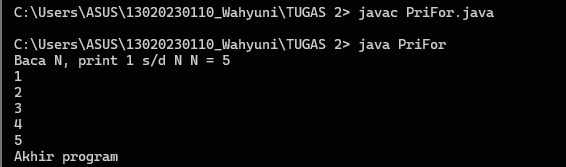 C:\Users\ASUS\13020230110_Wahyuni\TUGAS 2> javac PriFor.java
C:\Users\ASUS\13020230110_Wahyuni\TUGAS 2> java PriFor
Baca N, print 1 s/d N N = 5
1
2
3
4
5
Akhir program